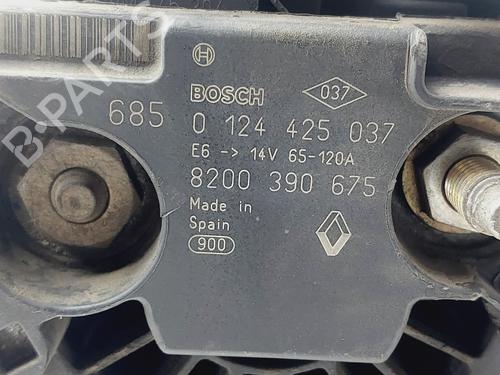 BOSCH
037
685 0 124 425 037
E6 -> 14V 65-120A
8200 390 675
Made in
Spain
900
B-PARTS